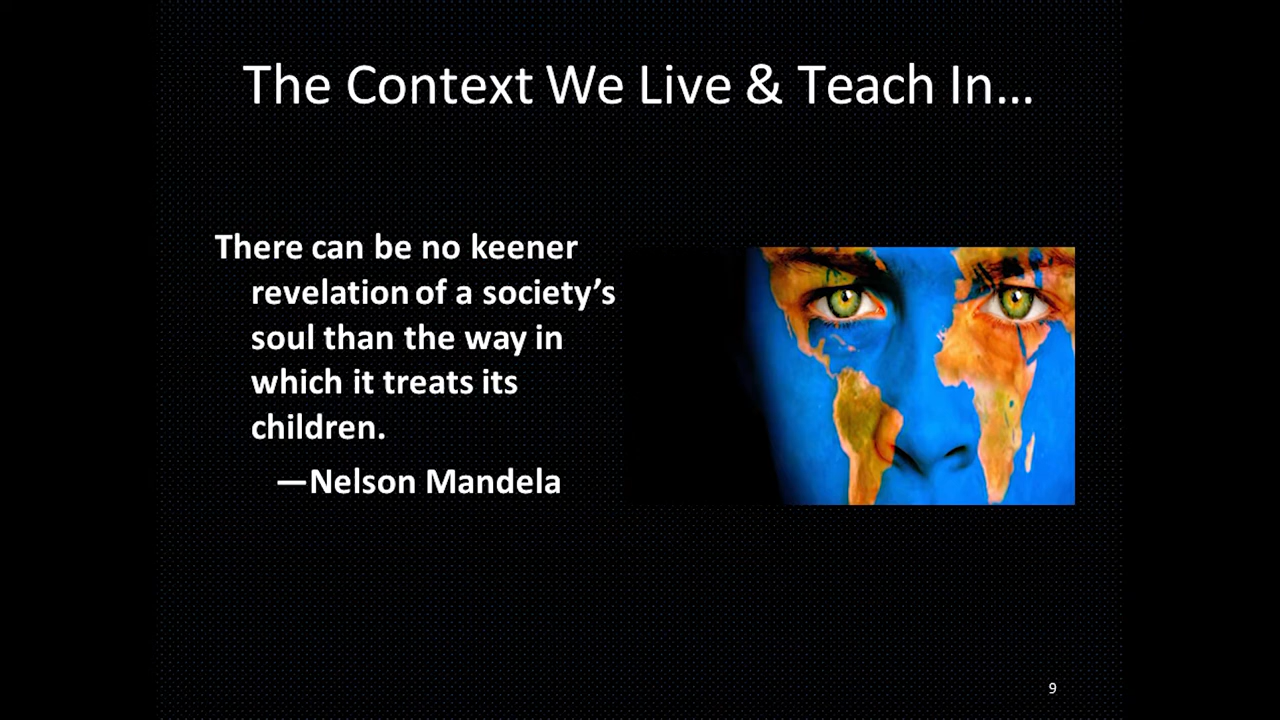 The Context We Live & Teach In…
There can be no keener
revelation of a society’s
soul than the way in
which it treats its
children.
—Nelson Mandela
9